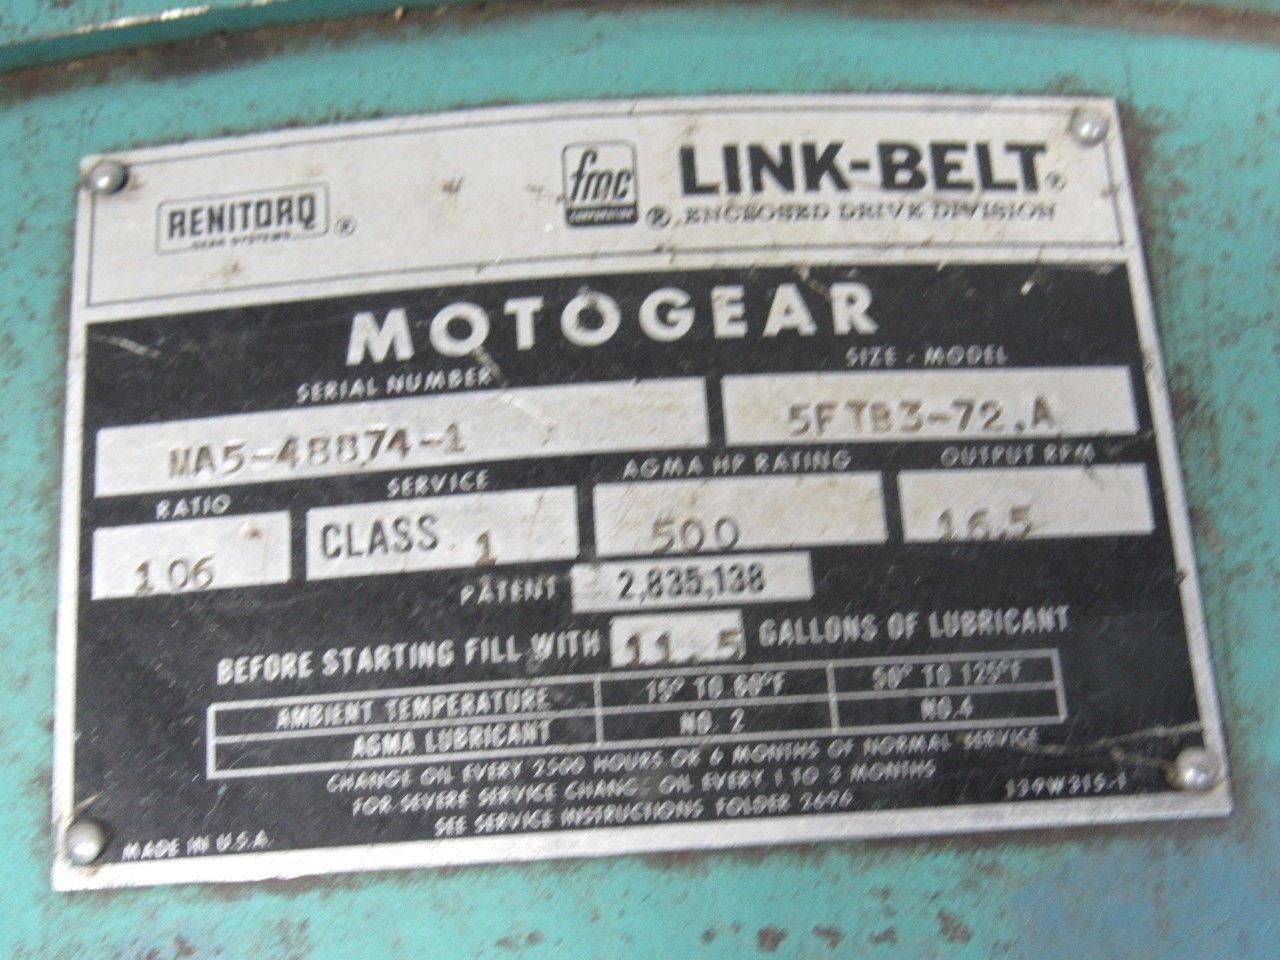 RENITORQ ®
GEAR SYSTEMS
fmc
CORPORATION ®
LINK-BELT®
ENCLOSED DRIVE DIVISION
MOTOGEAR
SERIAL NUMBER
SIZE - MODEL
MA5-48874-1
5FTB3-72.A
RATIO
SERVICE
AGMA HP RATING
OUTPUT RPM
106
CLASS 1
500
16.5
PATENT 2,835,138
BEFORE STARTING FILL WITH 11.5 GALLONS OF LUBRICANT
AMBIENT TEMPERATURE 15° TO 60°F 50° TO 125°F
AGMA LUBRICANT NO. 2 NO. 4
CHANGE OIL EVERY 2500 HOURS OR 6 MONTHS OF NORMAL SERVICE
FOR SEVERE SERVICE CHANGE OIL EVERY 1 TO 3 MONTHS
SEE SERVICE INSTRUCTIONS FOLDER 2696
139W315-1
MADE IN U.S.A.